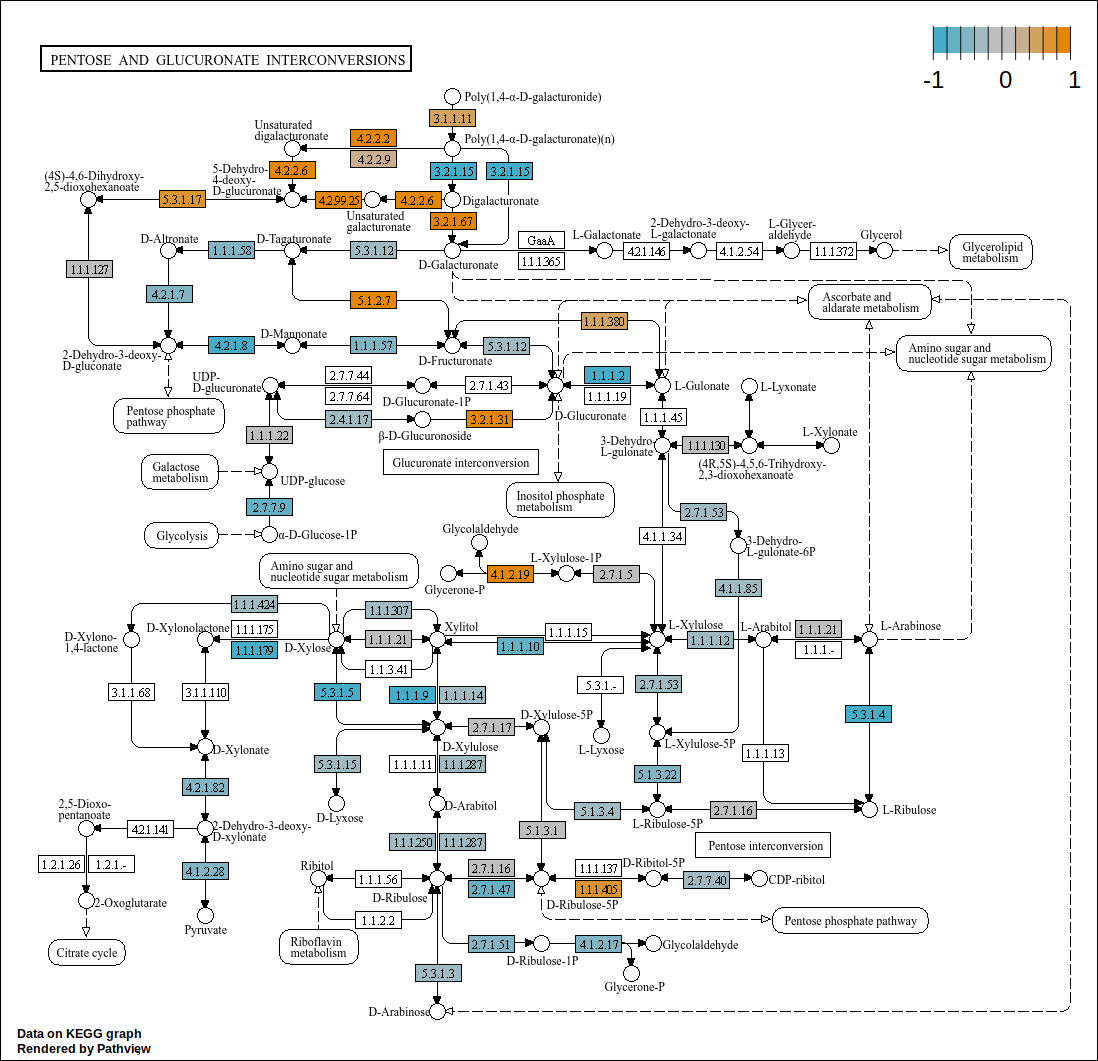 PENTOSE AND GLUCURONATE INTERCONVERSIONS
-1 0 1
Poly(1,4-α-D-galacturonide)
3.1.1.11
Unsaturated
digalacturonate
4.2.2.2
Poly(1,4-α-D-galacturonate)(n)
4.2.2.9
(4S)-4,6-Dihydroxy-
2,5-dioxohexanoate
5-Dehydro-
4-deoxy-
D-glucuronate
4.2.2.6
3.2.1.15
3.2.1.15
5.3.1.17
4.2.99.25
4.2.2.6
Digalacturonate
Unsaturated
galacturonate
3.2.1.67
D-Altronate
1.1.1.58
D-Tagaturonate
5.3.1.12
D-Galacturonate
GaaA
1.1.1.365
L-Galactonate
4.2.1.146
2-Dehydro-3-deoxy-
L-galactonate
4.1.2.54
L-Glycer-
aldehyde
1.1.1.372
Glycerol
Glycerolipid
metabolism
1.1.1.127
4.2.1.7
5.1.2.7
Ascorbate and
aldarate metabolism
1.1.1.380
2-Dehydro-3-deoxy-
D-gluconate
4.2.1.8
D-Mannonate
1.1.1.57
D-Fructuronate
5.3.1.12
Amino sugar and
nucleotide sugar metabolism
Pentose phosphate
pathway
UDP-
D-glucuronate
2.7.7.44
2.7.7.64
D-Glucuronate-1P
2.7.1.43
1.1.1.2
1.1.1.19
L-Gulonate
L-Lyxonate
2.4.1.17
β-D-Glucuronoside
3.2.1.31
D-Glucuronate
1.1.1.45
1.1.1.22
Glucuronate interconversion
3-Dehydro-
L-gulonate
1.1.1.130
L-Xylonate
(4R,5S)-4,5,6-Trihydroxy-
2,3-dioxohexanoate
Galactose
metabolism
UDP-glucose
Inositol phosphate
metabolism
2.7.7.9
2.7.1.53
Glycolysis
α-D-Glucose-1P
Glycolaldehyde
4.1.1.34
3-Dehydro-
L-gulonate-6P
Amino sugar and
nucleotide sugar metabolism
L-Xylulose-1P
4.1.2.19
2.7.1.5
Glycerone-P
4.1.1.85
1.1.1.424
1.1.1.307
D-Xylono-
1,4-lactone
D-Xylonolactone
1.1.1.175
1.1.1.179
D-Xylose
1.1.1.21
Xylitol
1.1.1.15
1.1.1.10
L-Xylulose
1.1.1.12
L-Arabitol
1.1.1.21
1.1.1.-
L-Arabinose
1.1.3.41
3.1.1.68
3.1.1.110
5.3.1.5
1.1.1.9
1.1.1.14
5.3.1.-
2.7.1.53
5.3.1.4
D-Xylonate
2.7.1.17
D-Xylulose-5P
D-Xylulose
L-Lyxose
L-Xylulose-5P
1.1.1.13
5.3.1.15
1.1.1.11
1.1.1.287
5.1.3.22
4.2.1.82
D-Lyxose
D-Arabitol
5.1.3.4
L-Ribulose-5P
2.7.1.16
L-Ribulose
2,5-Dioxo-
pentanoate
4.2.1.141
2-Dehydro-3-deoxy-
D-xylonate
1.1.1.250
1.1.1.287
5.1.3.1
Pentose interconversion
1.2.1.26
1.2.1.-
4.1.2.28
Ribitol
1.1.1.56
D-Ribulose
2.7.1.16
2.7.1.47
1.1.1.137
1.1.1.405
D-Ribitol-5P
2.7.7.40
CDP-ribitol
2-Oxoglutarate
Pyruvate
1.1.2.2
D-Ribulose-5P
Pentose phosphate pathway
Citrate cycle
Riboflavin
metabolism
2.7.1.51
D-Ribulose-1P
4.1.2.17
Glycolaldehyde
5.3.1.3
Glycerone-P
D-Arabinose
Data on KEGG graph
Rendered by Pathview